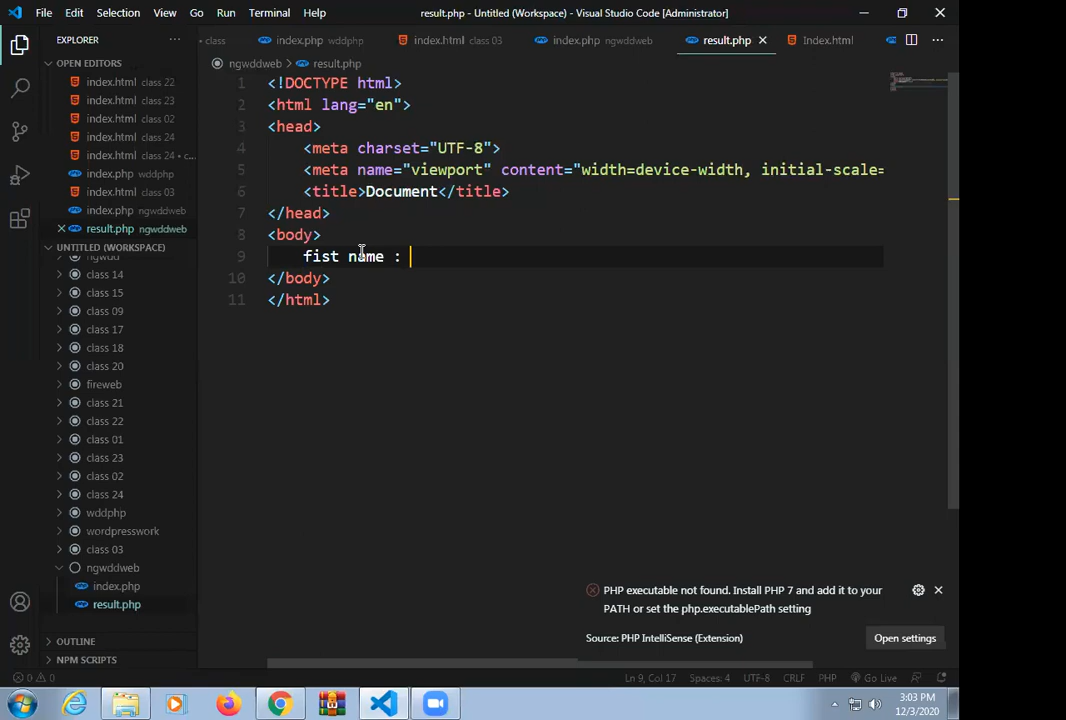 File Edit Selection View Go Run Terminal Help result.php - Untitled (Workspace) - Visual Studio Code [Administrator]
EXPLORER
class index.php wddphp index.html class 03 index.php ngwddweb result.php Index.html
OPEN EDITORS
index.html class 22
index.html class 23
index.html class 02
index.html class 24
index.html class 24 • c...
index.php wddphp
index.html class 03
index.php ngwddweb
result.php ngwddweb
UNTITLED (WORKSPACE)
ngwdd
class 14
class 15
class 09
class 17
class 18
class 20
fireweb
class 21
class 22
class 01
class 23
class 02
class 24
wddphp
wordpresswork
class 03
ngwddweb
index.php
result.php
OUTLINE
NPM SCRIPTS
ngwddweb > result.php
1 <!DOCTYPE html>
2 <html lang="en">
3 <head>
4 <meta charset="UTF-8">
5 <meta name="viewport" content="width=device-width, initial-scale=
6 <title>Document</title>
7 </head>
8 <body>
9 fist name :
10 </body>
11 </html>
PHP executable not found. Install PHP 7 and add it to your
PATH or set the php.executablePath setting
Source: PHP IntelliSense (Extension) Open settings
0 0 Ln 9, Col 17 Spaces: 4 UTF-8 CRLF PHP Go Live
3:03 PM
12/3/2020